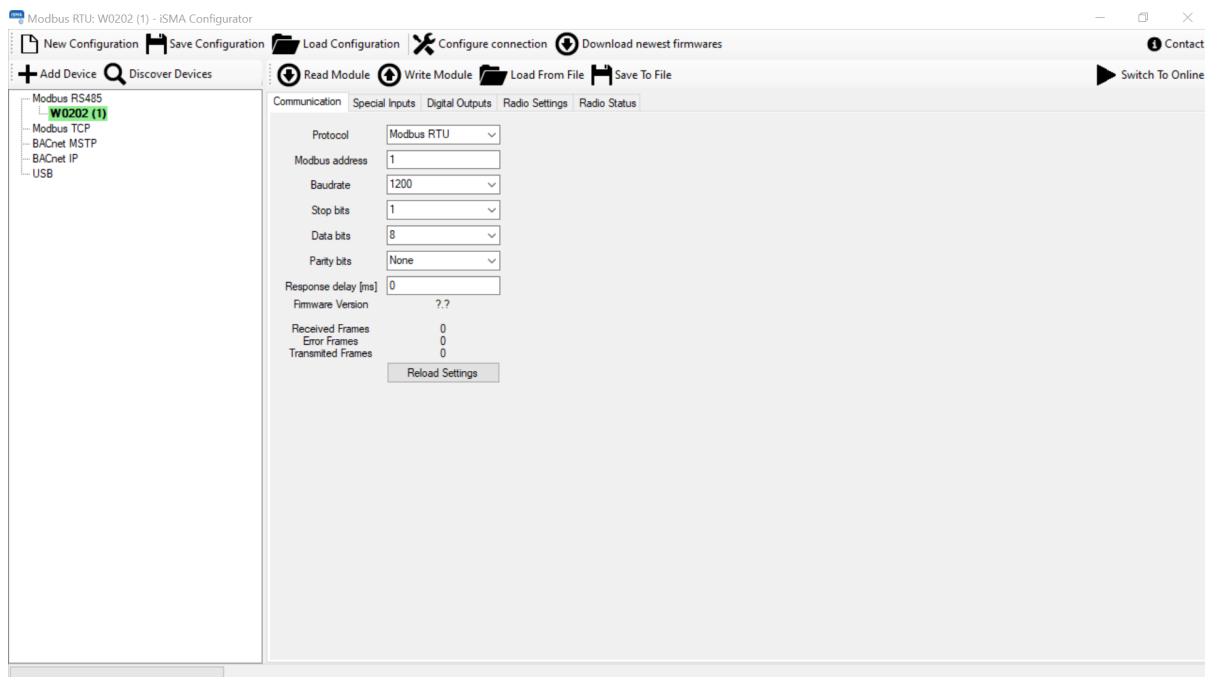 Modbus RTU: W0202 (1) - iSMA Configurator
New Configuration Save Configuration Load Configuration Configure connection Download newest firmwares Contact
Add Device Discover Devices Read Module Write Module Load From File Save To File Switch To Online
Modbus RS485
W0202 (1)
Modbus TCP
BACnet MSTP
BACnet IP
USB
Communication Special Inputs Digital Outputs Radio Settings Radio Status
Protocol Modbus RTU
Modbus address 1
Baudrate 1200
Stop bits 1
Data bits 8
Parity bits None
Response delay [ms] 0
Firmware Version ?.?
Received Frames 0
Error Frames 0
Transmited Frames 0
Reload Settings